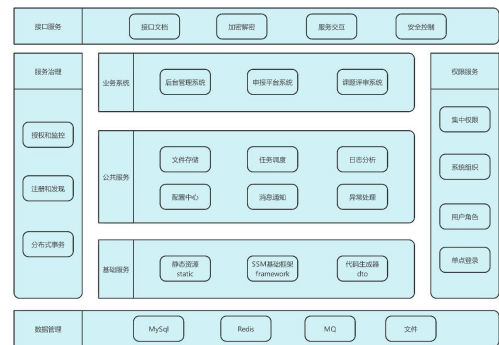 接口服务
接口文档
加密解密
服务交互
安全控制
服务治理
授权和监控
注册和发现
分布式事务
业务系统
后台管理系统
申报平台系统
课题评审系统
公共服务
文件存储
任务调度
日志分析
配置中心
消息通知
异常处理
基础服务
静态资源
static
SSM基础框架
framework
代码生成器
dto
权限服务
集中权限
系统组织
用户角色
单点登录
数据管理
MySql
Redis
MQ
文件